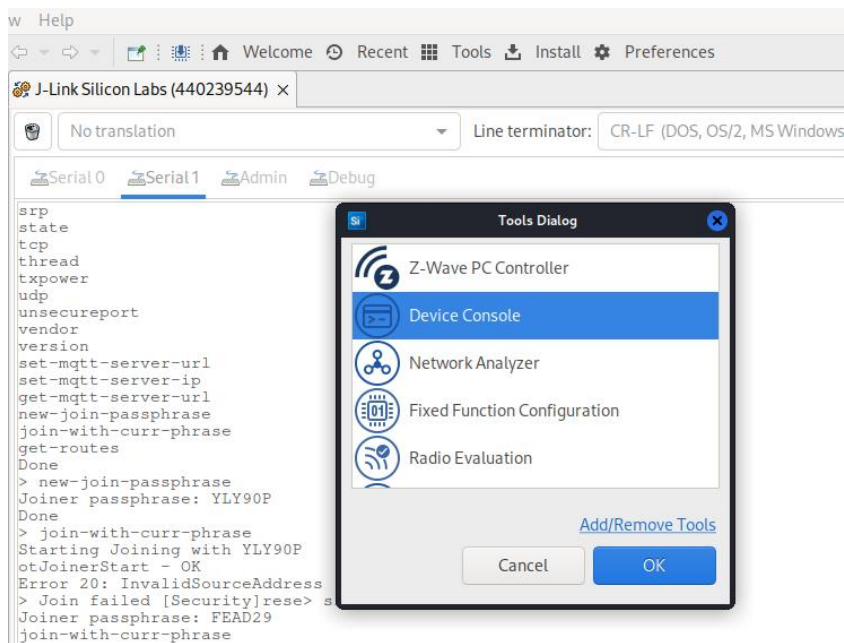 w Help
Welcome Recent Tools Install Preferences
J-Link Silicon Labs (440239544)
No translation Line terminator: CR-LF (DOS, OS/2, MS Windows
Serial 0 Serial 1 Admin Debug
srp
state
tcp
thread
txpower
udp
unsecureport
vendor
version
set-mqtt-server-url
set-mqtt-server-ip
get-mqtt-server-url
new-join-passphrase
join-with-curr-phrase
get-routes
Done
> new-join-passphrase
Joiner passphrase: YLY90P
Done
> join-with-curr-phrase
Starting Joining with YLY90P
otJoinerStart - OK
Error 20: InvalidSourceAddress
> Join failed [Security]rese> s
Joiner passphrase: FEAD29
join-with-curr-phrase
Si Tools Dialog
Z-Wave PC Controller
Device Console
Network Analyzer
01 Fixed Function Configuration
Radio Evaluation
Add/Remove Tools
Cancel OK